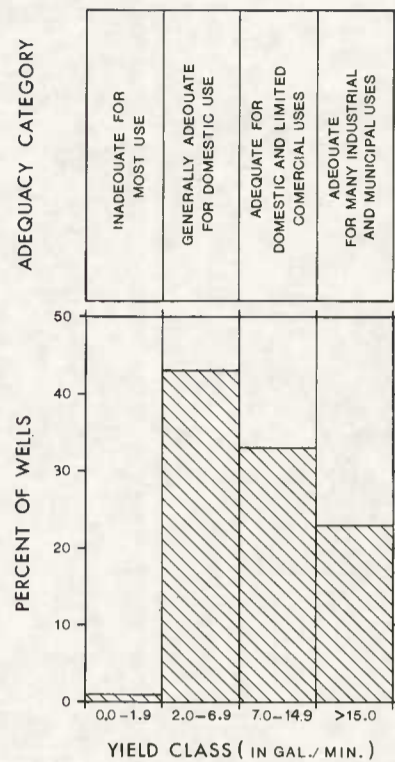 ADEQUACY CATEGORY
INADEQUATE FOR
MOST USE
GENERALLY ADEQUATE
FOR DOMESTIC USE
ADEQUATE FOR
DOMESTIC AND LIMITED
COMERCIAL USES
ADEQUATE
FOR MANY INDUSTRIAL
AND MUNICIPAL USES
PERCENT OF WELLS
50
40
30
20
10
0
0.0-1.9
2.0-6.9
7.0-14.9
>15.0
YIELD CLASS ( IN GAL./ MIN. )